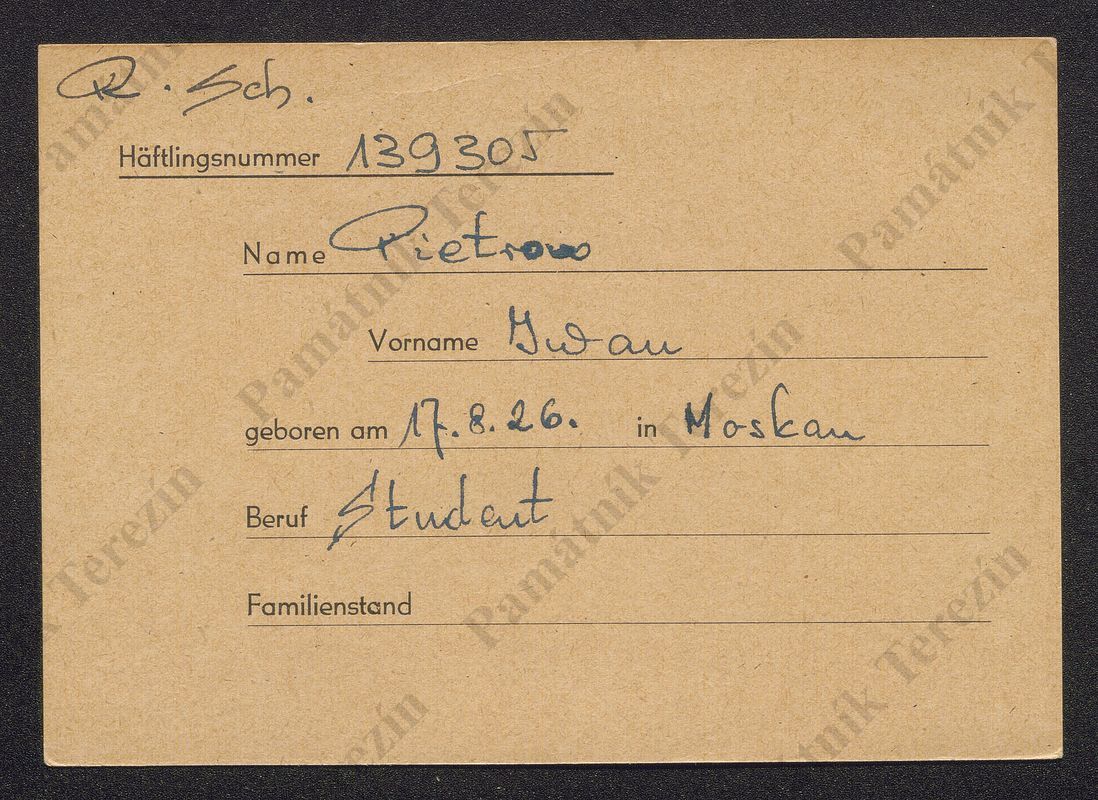 R. Sch.
Häftlingsnummer 139305
Name Pietrow
Vorname Iwan
geboren am 17.8.26. in Moskau
Beruf Student
Familienstand
Památník Terezín